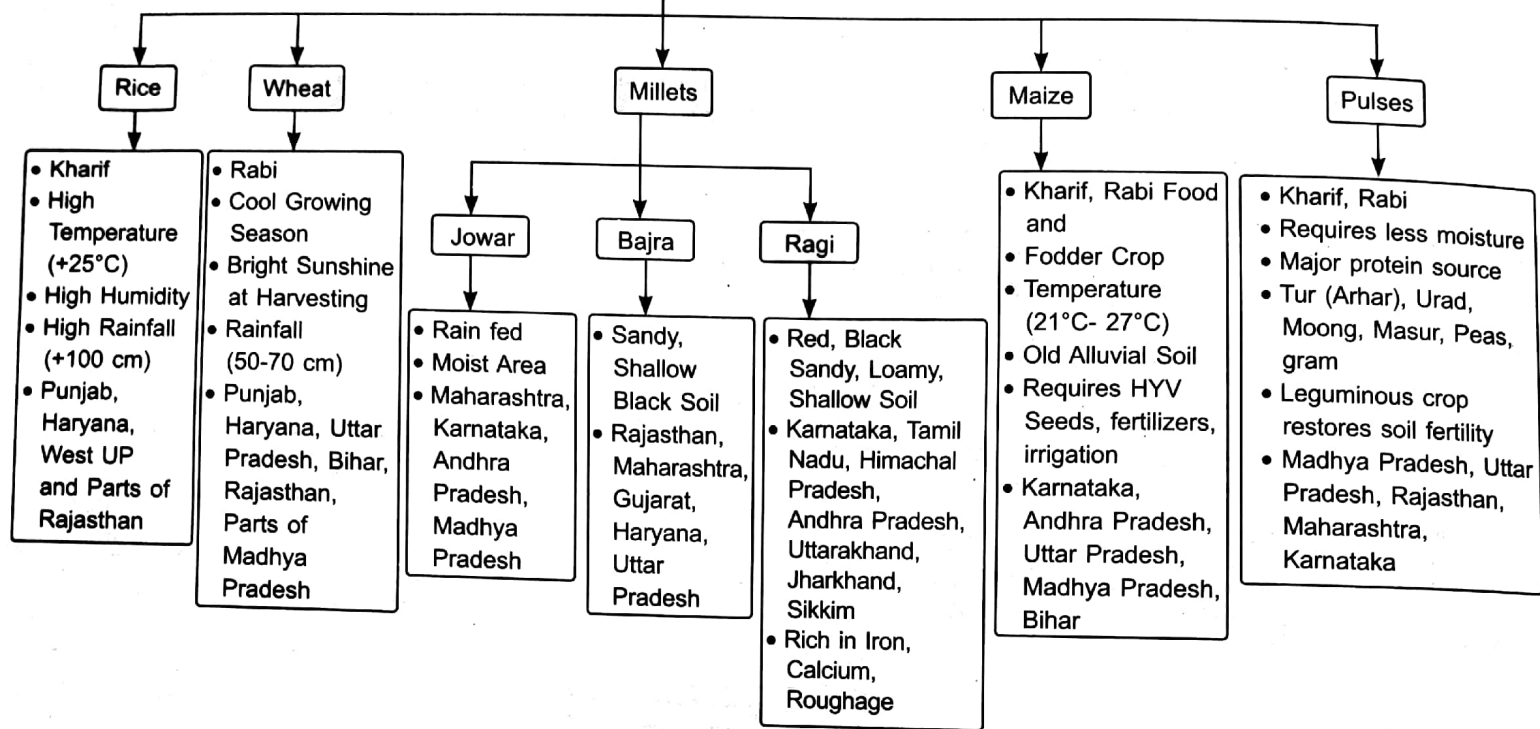 Rice
Wheat
Millets
Maize
Pulses
• Kharif
• High
Temperature
(+25°C)
• High Humidity
• High Rainfall
(+100 cm)
• Punjab,
Haryana,
West UP
and Parts of
Rajasthan
• Rabi
• Cool Growing
Season
• Bright Sunshine
at Harvesting
• Rainfall
(50-70 cm)
• Punjab,
Haryana, Uttar
Pradesh, Bihar,
Rajasthan,
Parts of
Madhya
Pradesh
Jowar
Bajra
Ragi
• Rain fed
• Moist Area
• Maharashtra,
Karnataka,
Andhra
Pradesh,
Madhya
Pradesh
• Sandy,
Shallow
Black Soil
• Rajasthan,
Maharashtra,
Gujarat,
Haryana,
Uttar
Pradesh
• Red, Black
Sandy, Loamy,
Shallow Soil
• Karnataka, Tamil
Nadu, Himachal
Pradesh,
Andhra Pradesh,
Uttarakhand,
Jharkhand,
Sikkim
• Rich in Iron,
Calcium,
Roughage
• Kharif, Rabi Food
and
• Fodder Crop
• Temperature
(21°C- 27°C)
• Old Alluvial Soil
• Requires HYV
Seeds, fertilizers,
irrigation
• Karnataka,
Andhra Pradesh,
Uttar Pradesh,
Madhya Pradesh,
Bihar
• Kharif, Rabi
• Requires less moisture
• Major protein source
• Tur (Arhar), Urad,
Moong, Masur, Peas,
gram
• Leguminous crop
restores soil fertility
• Madhya Pradesh, Uttar
Pradesh, Rajasthan,
Maharashtra,
Karnataka